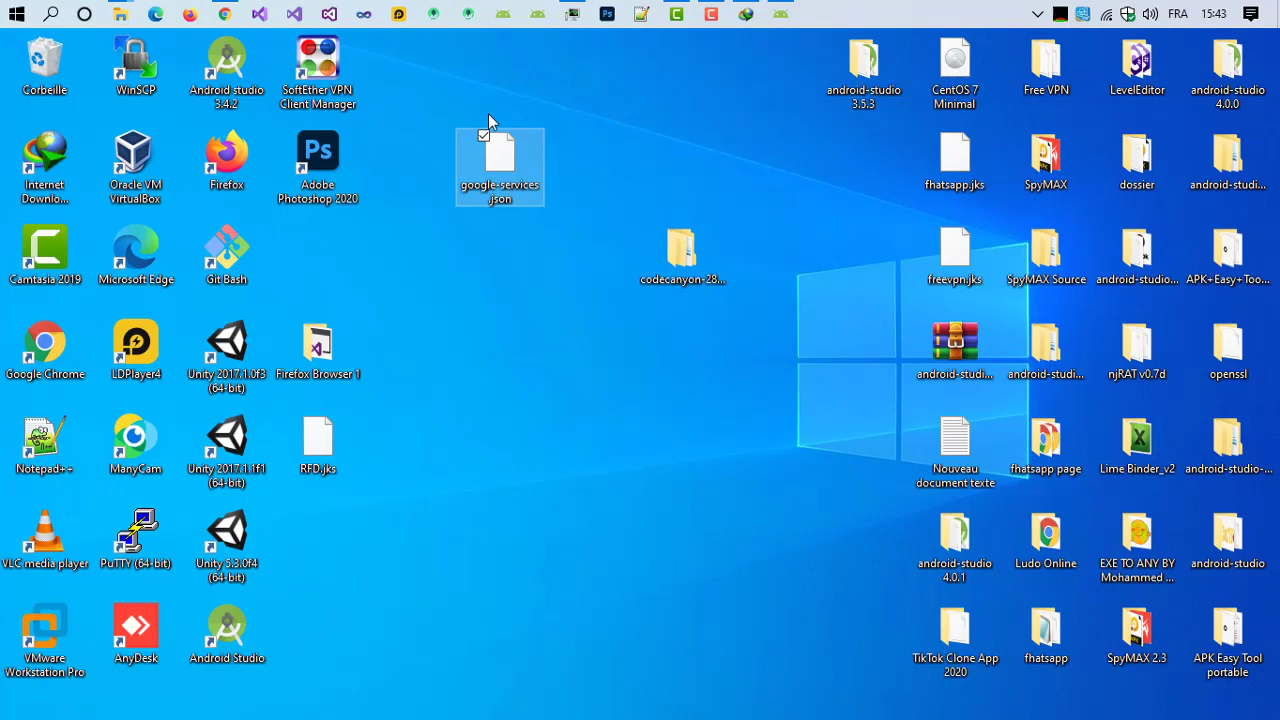 FRA
15:43
Corbeille
WinSCP
Android studio
3.4.2
SoftEther VPN
Client Manager
android-studio
3.5.3
CentOS 7
Minimal
Free VPN
LevelEditor
android-studio
4.0.0
Internet
Downlo...
Oracle VM
VirtualBox
Firefox
Ps
Adobe
Photoshop 2020
google-services
.json
fhatsapp.jks
SpyMAX
dossier
android-studi...
Camtasia 2019
Microsoft Edge
Git Bash
codecanyon-28...
freevpn.jks
SpyMAX Source
android-studio...
APK+Easy+Too...
Google Chrome
LDPlayer4
Unity 2017.1.0f3
(64-bit)
Firefox Browser 1
android-studi...
android-studi...
njRAT v0.7d
openssl
Notepad++
ManyCam
Unity 2017.1.1f1
(64-bit)
RFD.jks
Nouveau
document texte
fhatsapp page
Lime Binder_v2
android-studio-...
VLC media player
PuTTY (64-bit)
Unity 5.3.0f4
(64-bit)
android-studio
4.0.1
Ludo Online
EXE TO ANY BY
Mohammed ...
android-studio
VMware
Workstation Pro
AnyDesk
Android Studio
TikTok Clone App
2020
fhatsapp
SpyMAX 2.3
APK Easy Tool
portable